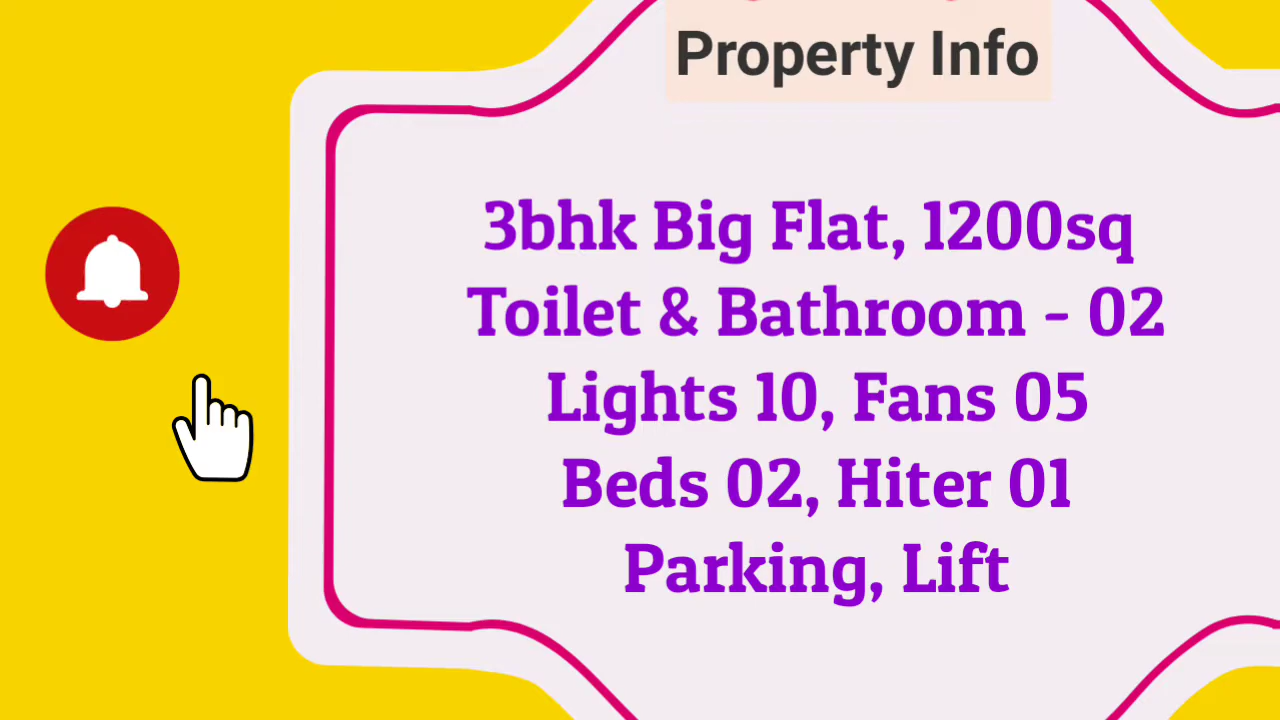 Property Info
3bhk Big Flat, 1200sq
Toilet & Bathroom - 02
Lights 10, Fans 05
Beds 02, Hiter 01
Parking, Lift